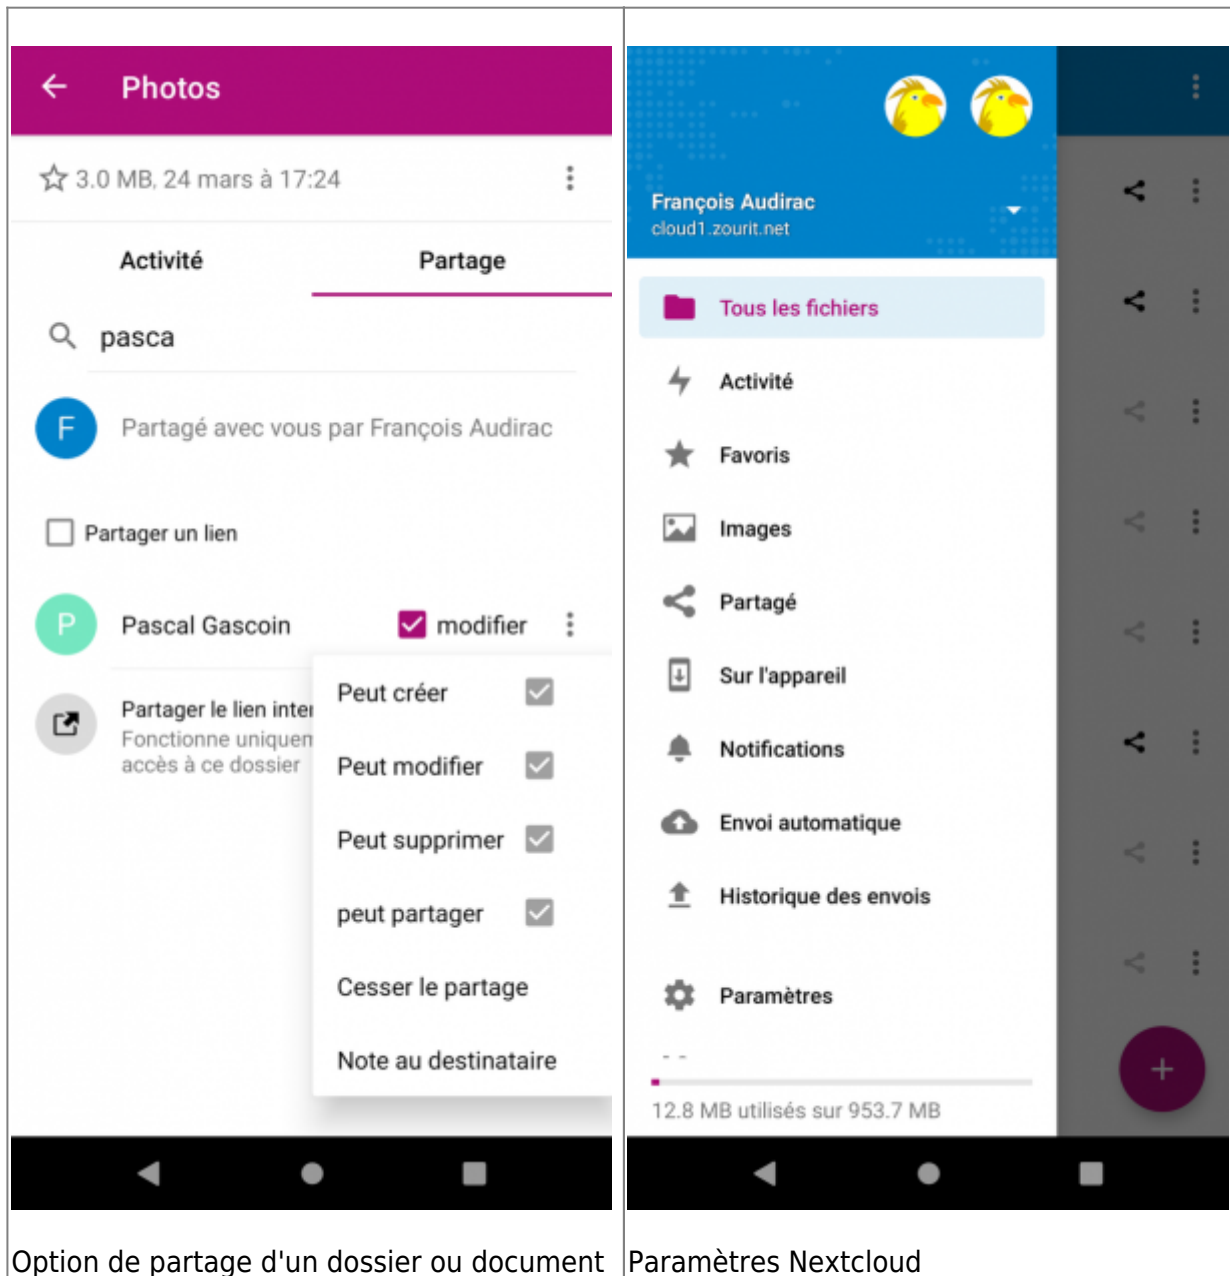 Photos
3.0 MB, 24 mars à 17:24
Activité
Partage
pasca
F
Partagé avec vous par François Audirac
Partager un lien
P
Pascal Gascoin
modifier
Partager le lien inter
Fonctionne uniquem
accès à ce dossier
Peut créer
Peut modifier
Peut supprimer
peut partager
Cesser le partage
Note au destinataire
Option de partage d'un dossier ou document
François Audirac
cloud1.zourit.net
Tous les fichiers
Activité
Favoris
Images
Partagé
Sur l'appareil
Notifications
Envoi automatique
Historique des envois
Paramètres
12.8 MB utilisés sur 953.7 MB
Paramètres Nextcloud